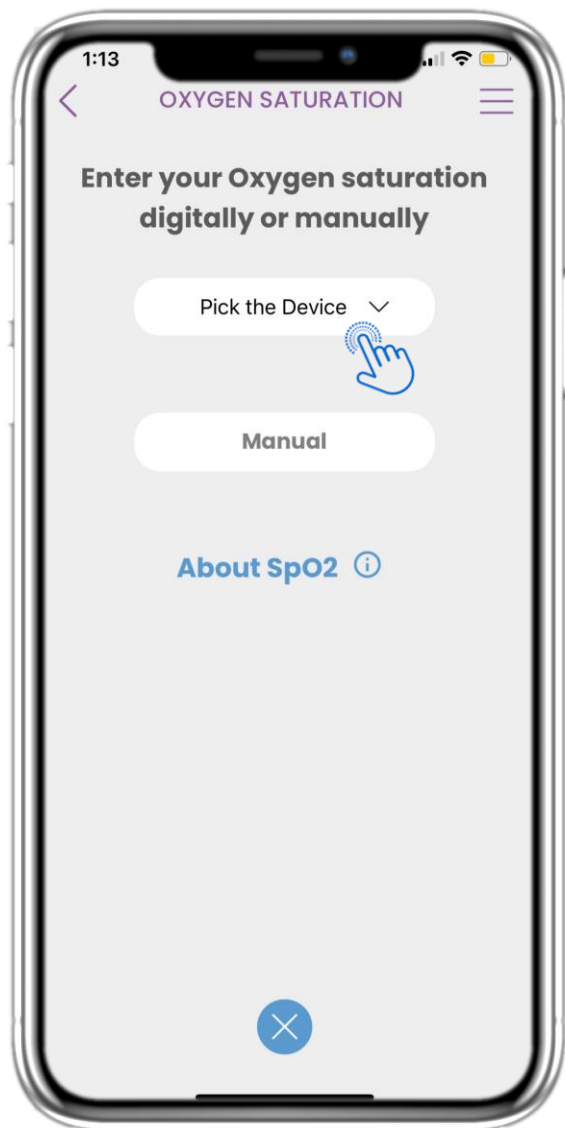 1:13
OXYGEN SATURATION
Enter your Oxygen saturation
digitally or manually
Pick the Device
Manual
About SpO2